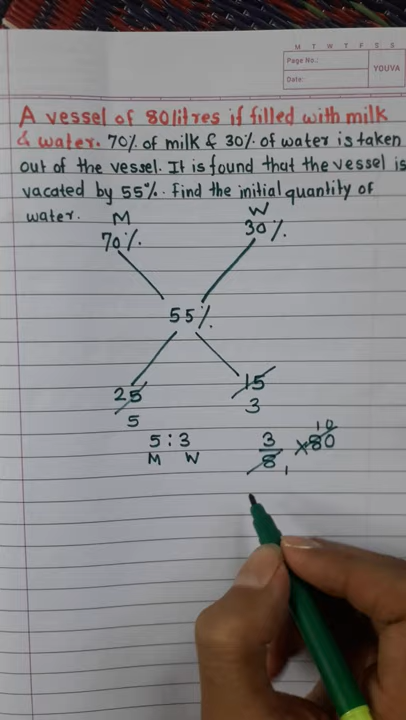 M T W T F S S
Page No.:
YOUVA
Date:
A vessel of 80litres if filled with milk
& water. 70% of milk & 30% of water is taken
out of the vessel. It is found that the vessel is
vacated by 55%. Find the initial quantity of
water.
M W
70% 30%
55%
25 15
5 3
5 : 3 3/8 × 80 10
M W 1